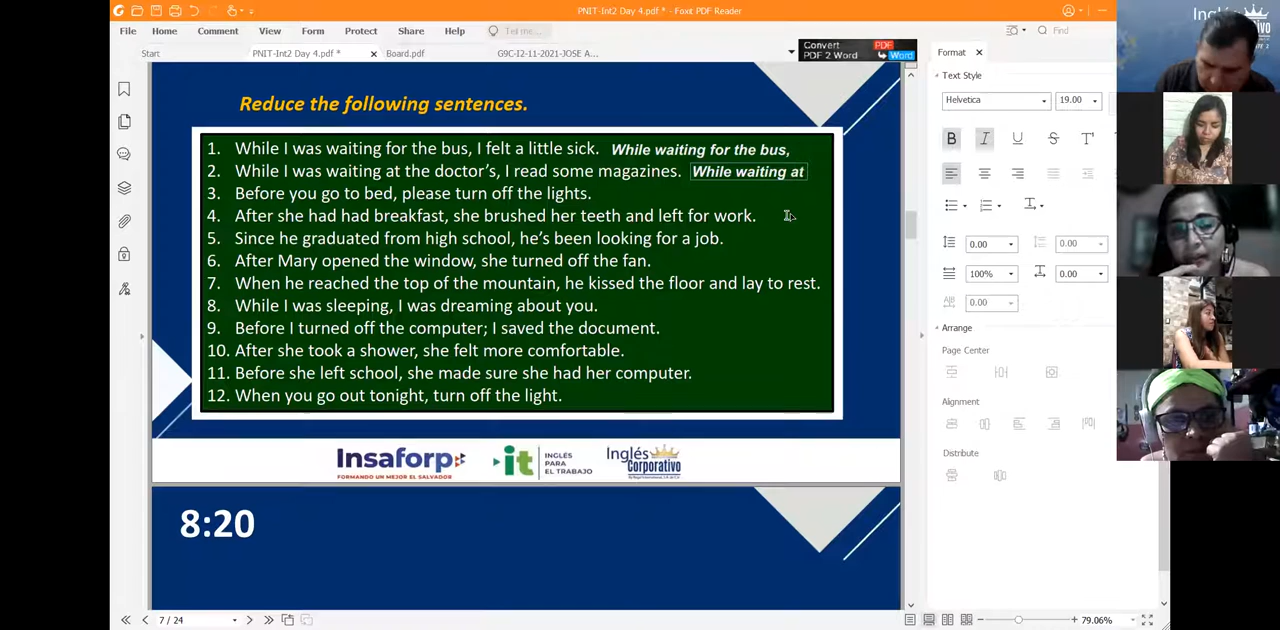 PNIT-Int2 Day 4.pdf * - Foxit PDF Reader
File Home Comment View Form Protect Share Help Tell me... Find
Start PNIT-Int2 Day 4.pdf * Board.pdf G9C-I2-11-2021-JOSE A...
Convert PDF
PDF 2 Word Word
Inglés
Reduce the following sentences.
1. While I was waiting for the bus, I felt a little sick. While waiting for the bus,
2. While I was waiting at the doctor's, I read some magazines. While waiting at
3. Before you go to bed, please turn off the lights.
4. After she had had breakfast, she brushed her teeth and left for work.
5. Since he graduated from high school, he's been looking for a job.
6. After Mary opened the window, she turned off the fan.
7. When he reached the top of the mountain, he kissed the floor and lay to rest.
8. While I was sleeping, I was dreaming about you.
9. Before I turned off the computer; I saved the document.
10. After she took a shower, she felt more comfortable.
11. Before she left school, she made sure she had her computer.
12. When you go out tonight, turn off the light.
Insaforp
FORMANDO UN MEJOR EL SALVADOR
it INGLÉS
PARA
EL TRABAJO
Inglés
Corporativo
8:20
Format
Text Style
Helvetica 19.00
B I U S T
0.00 0.00
100% 0.00
0.00
Arrange
Page Center
Alignment
Distribute
7 / 24 79.06%